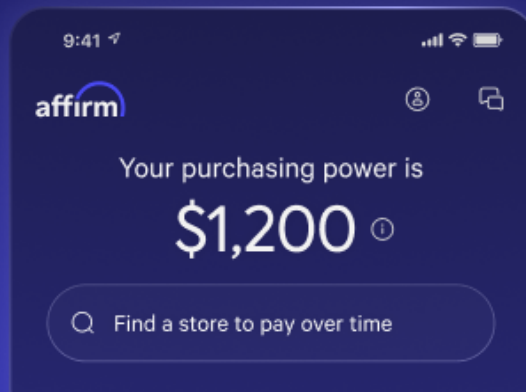 9:41
affirm
Your purchasing power is
$1,200
Find a store to pay over time